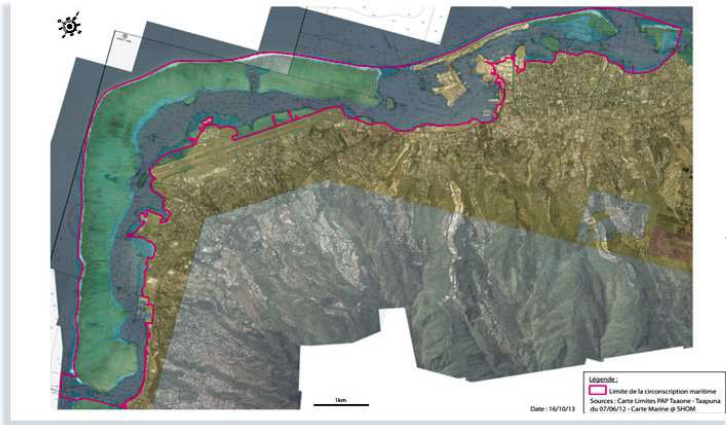 1km
Date : 16/10/13
Légende :
Limite de la circonscription maritime
Sources : Carte Limites PAP Taaone - Taapuna
du 07/06/12 - Carte Marine @ SHOM